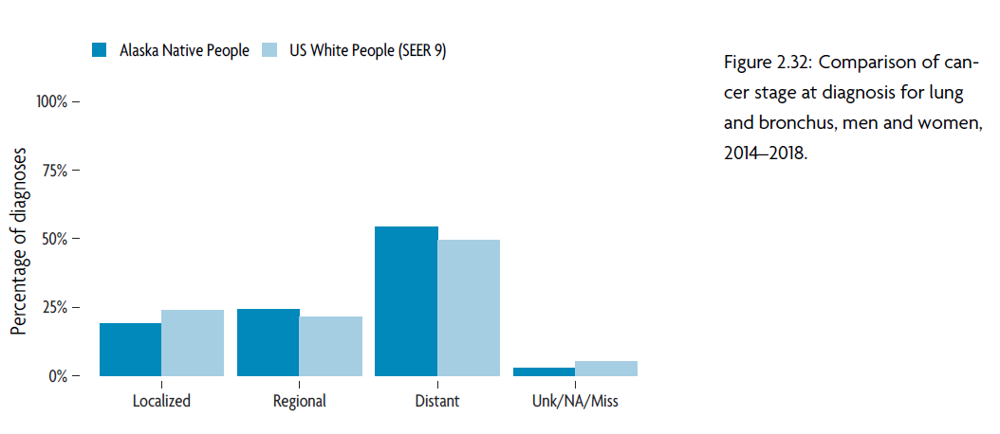 Alaska Native People
US White People (SEER 9)
Figure 2.32: Comparison of can-
cer stage at diagnosis for lung
and bronchus, men and women,
2014–2018.
Percentage of diagnoses
100%
75%
50%
25%
0%
Localized
Regional
Distant
Unk/NA/Miss